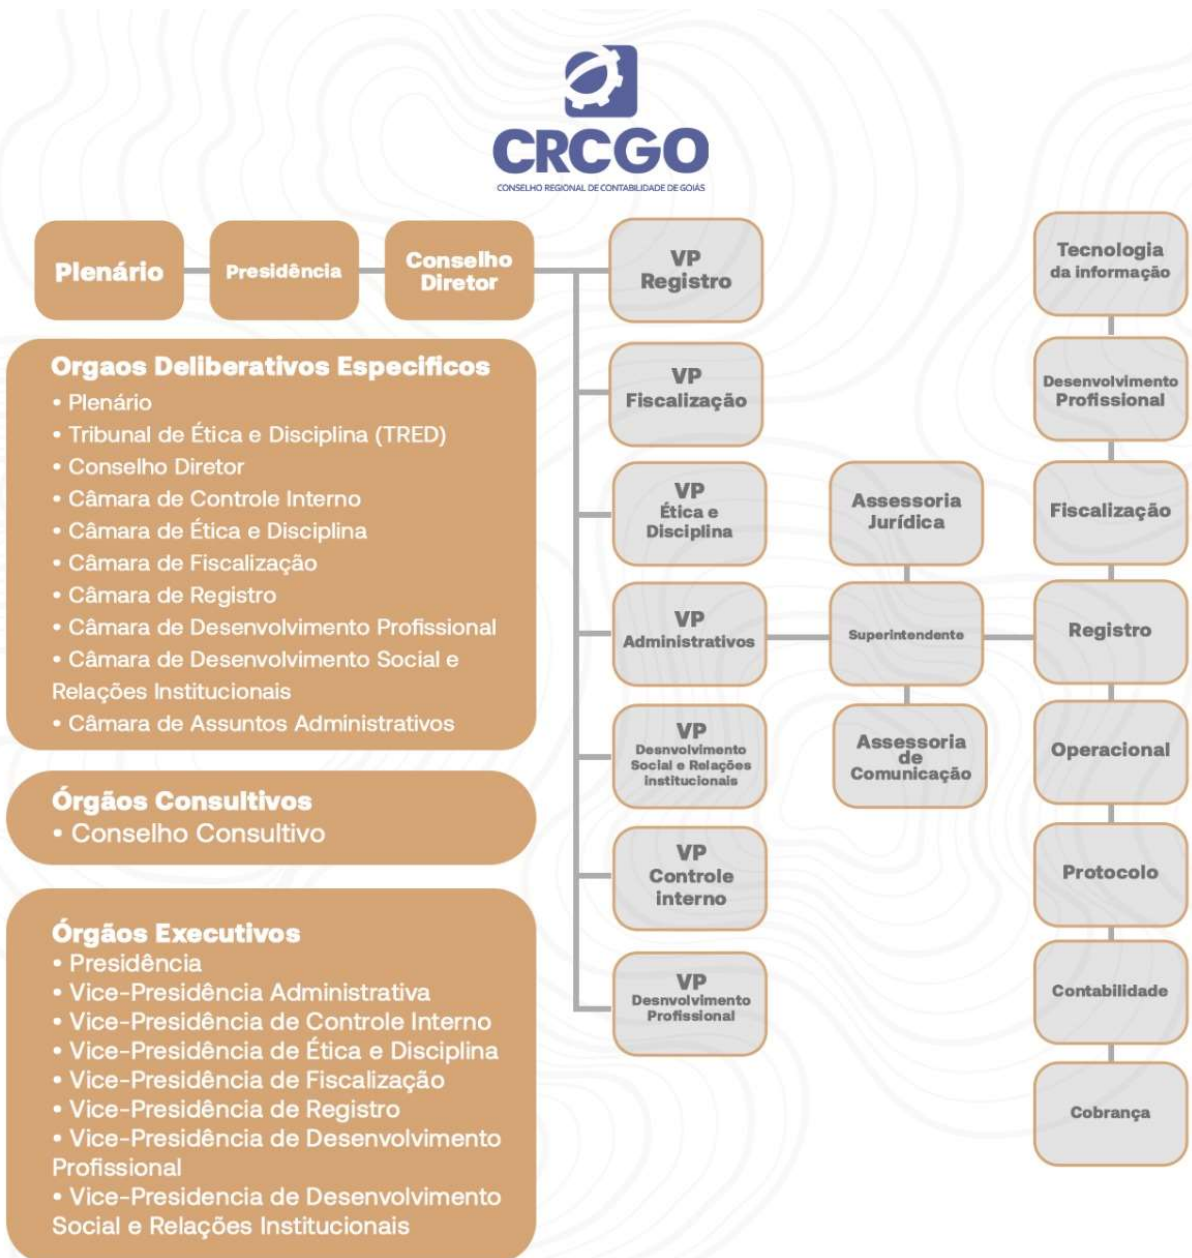 CRCGO
CONSELHO REGIONAL DE CONTABILIDADE DE GOIÁS
Plenário
Presidência
Conselho
Diretor
Orgaos Deliberativos Especificos
• Plenário
• Tribunal de Ética e Disciplina (TRED)
• Conselho Diretor
• Câmara de Controle Interno
• Câmara de Ética e Disciplina
• Câmara de Fiscalização
• Câmara de Registro
• Câmara de Desenvolvimento Profissional
• Câmara de Desenvolvimento Social e
Relações Institucionais
• Câmara de Assuntos Administrativos
Órgãos Consultivos
• Conselho Consultivo
Órgãos Executivos
• Presidência
• Vice-Presidência Administrativa
• Vice-Presidência de Controle Interno
• Vice-Presidência de Ética e Disciplina
• Vice-Presidência de Fiscalização
• Vice-Presidência de Registro
• Vice-Presidência de Desenvolvimento
Profissional
• Vice-Presidencia de Desenvolvimento
Social e Relações Institucionais
VP
Registro
VP
Fiscalização
VP
Ética e
Disciplina
VP
Administrativos
VP
Desnvolvimento
Social e Relações
institucionais
VP
Controle
interno
VP
Desnvolvimento
Profissional
Assessoria
Jurídica
Superintendente
Assessoria
de
Comunicação
Tecnologia
da informação
Desenvolvimento
Profissional
Fiscalização
Registro
Operacional
Protocolo
Contabilidade
Cobrança